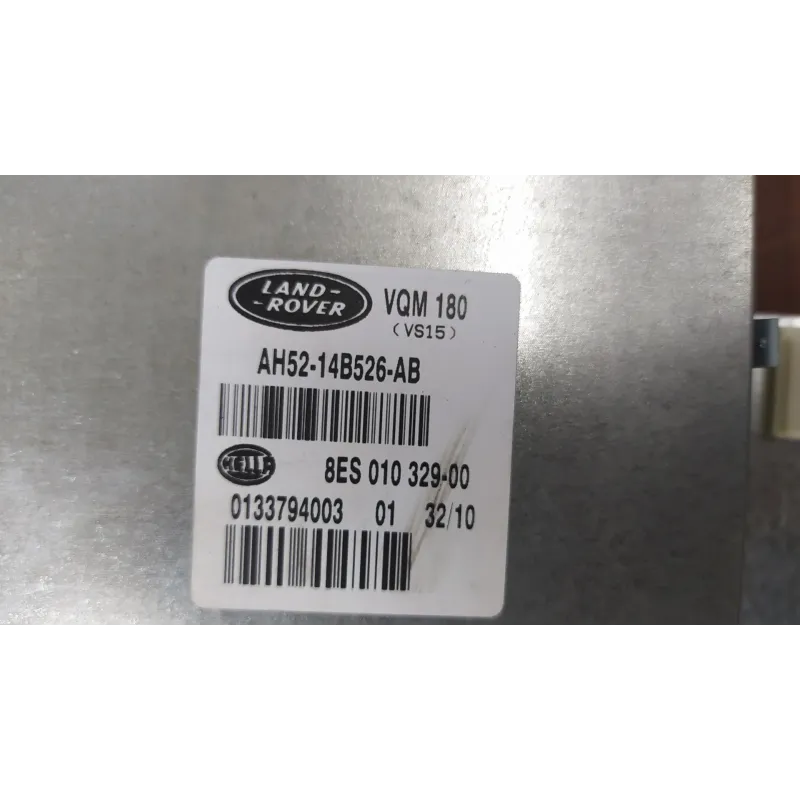 LAND-
-ROVER
VQM 180
(VS15)
AH52-14B526-AB
HELLA
8ES 010 329-00
0133794003 01 32/10